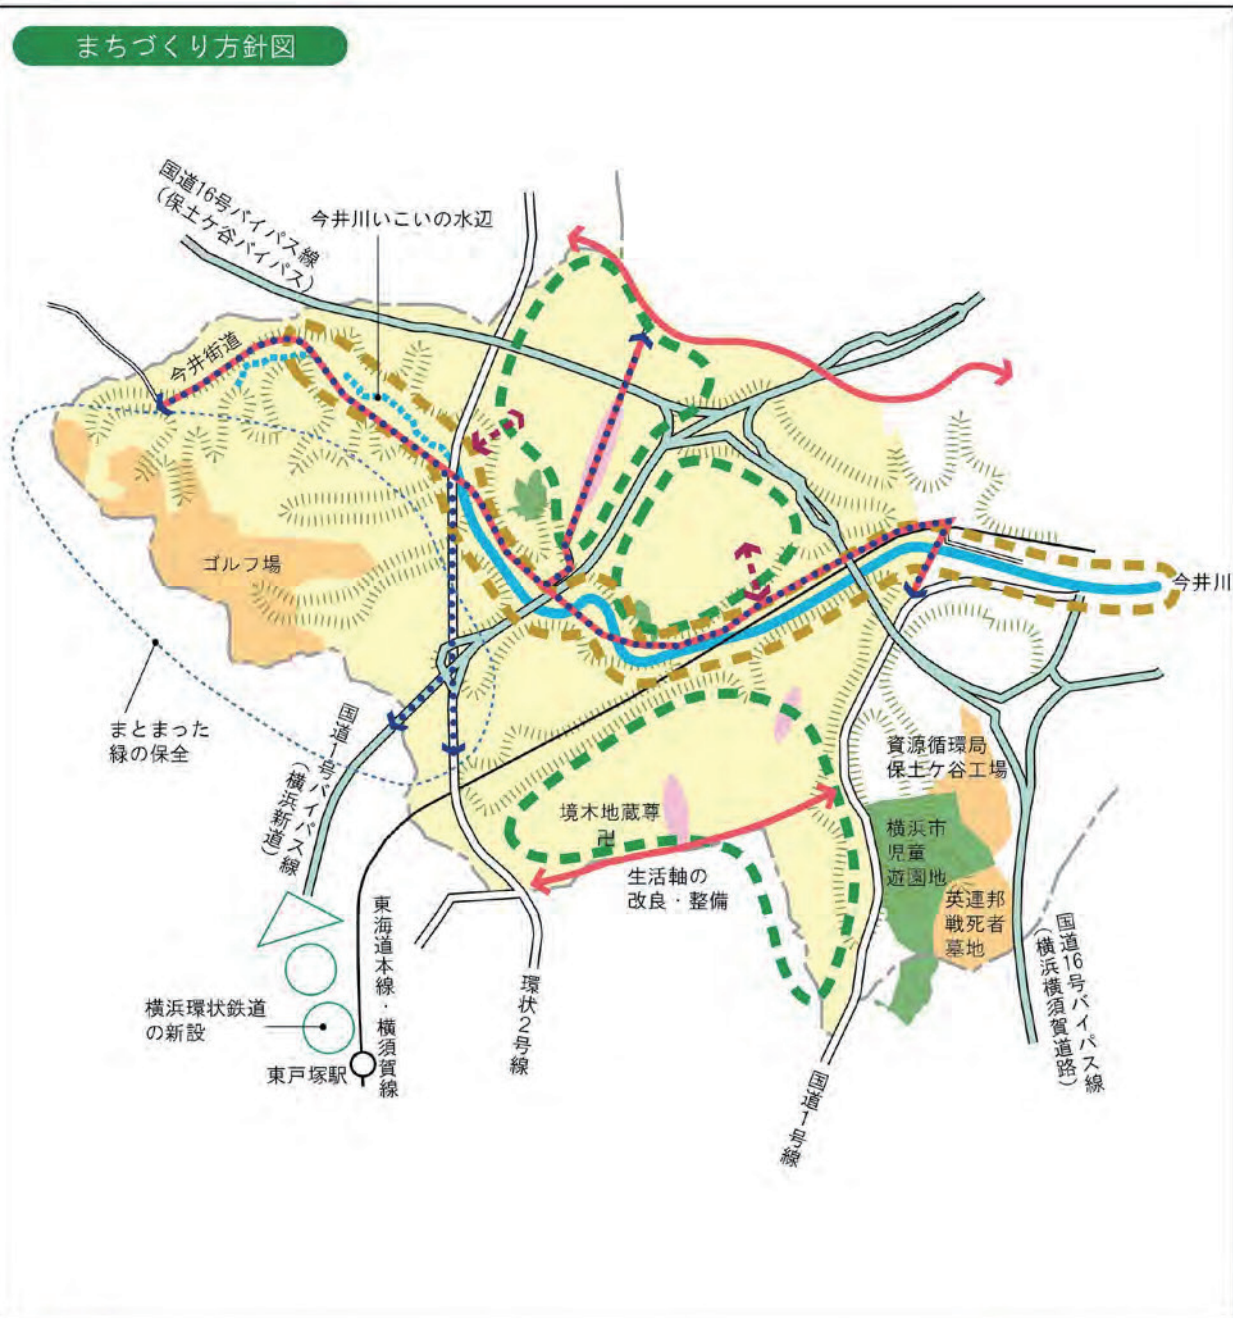 まちづくり方針図
国道16号バイパス線
（保土ケ谷バイパス）
今井川いこいの水辺
今井街道
ゴルフ場
今井川
まとまった
緑の保全
国道1号バイパス線
（横浜新道）
境木地蔵尊
卍
生活軸の
改良・整備
資源循環局
保土ケ谷工場
横浜市
児童
遊園地
英連邦
戦死者
墓地
国道16号バイパス線
（横浜横須賀道路）
東海道本線・横須賀線
環状2号線
横浜環状鉄道
の新設
東戸塚駅
国道1号線